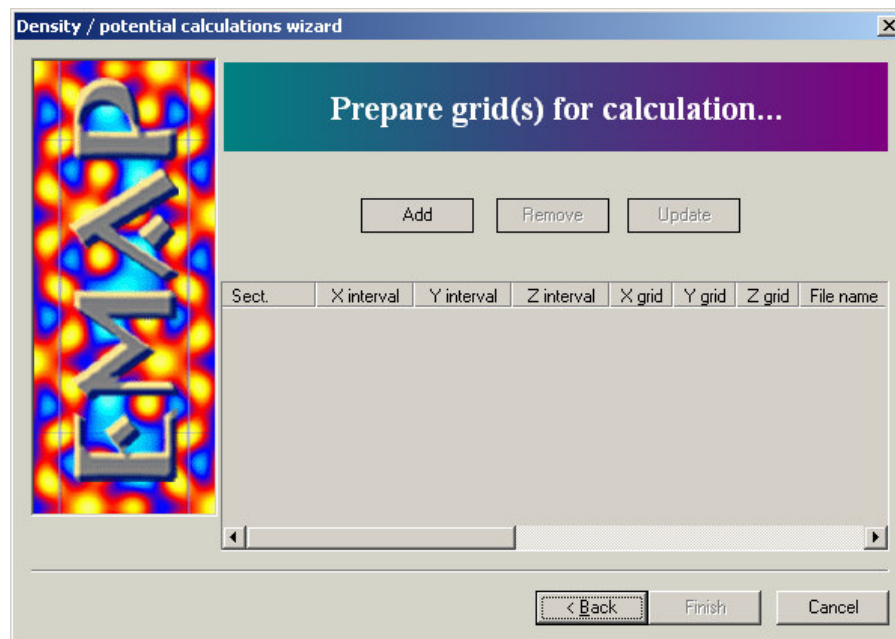 Density / potential calculations wizard
EMAP
Prepare grid(s) for calculation...
Add Remove Update
Sect. X interval Y interval Z interval X grid Y grid Z grid File name
< Back Finish Cancel